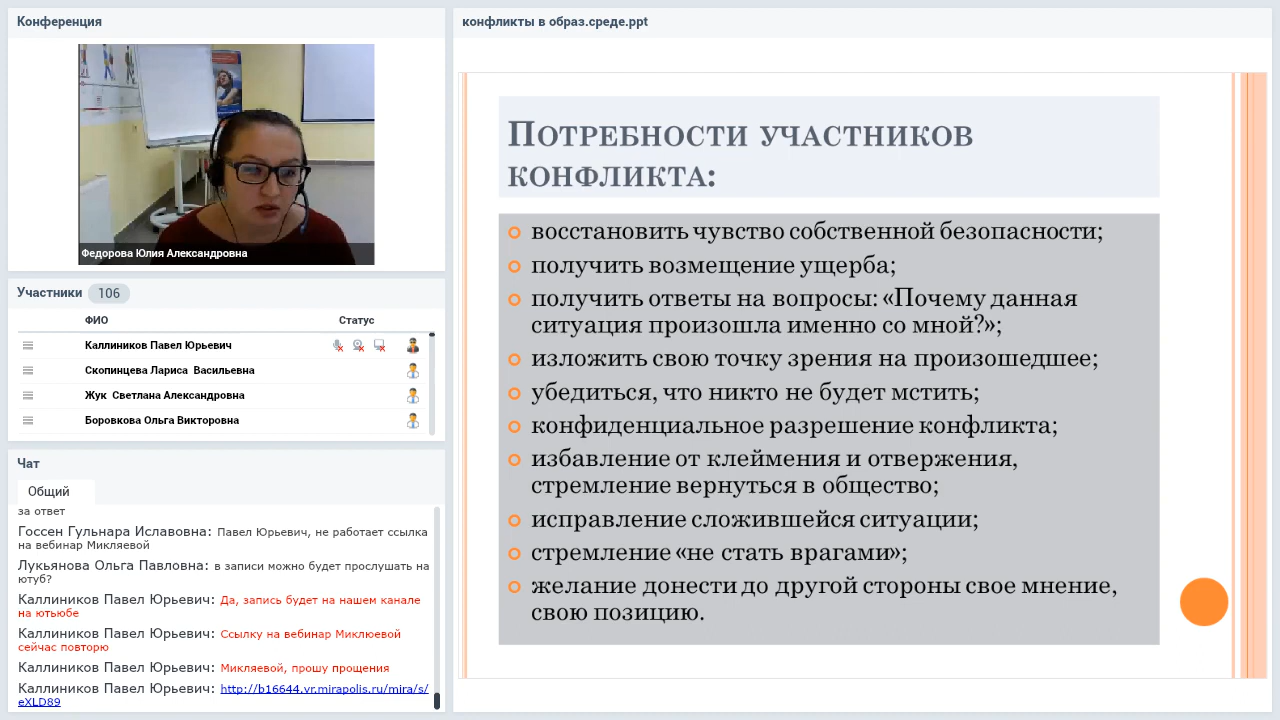 Конференция
Федорова Юлия Александровна
Участники 106
ФИО Статус
Каллиников Павел Юрьевич
Скопинцева Лариса Васильевна
Жук Светлана Александровна
Боровкова Ольга Викторовна
Чат
Общий
за ответ
Госсен Гульнара Иславовна: Павел Юрьевич, не работает ссылка
на вебинар Микляевой
Лукьянова Ольга Павловна: в записи можно будет прослушать на
ютуб?
Каллиников Павел Юрьевич: Да, запись будет на нашем канале
на ютьюбе
Каллиников Павел Юрьевич: Ссылку на вебинар Миклюевой
сейчас повторю
Каллиников Павел Юрьевич: Микляевой, прошу прощения
Каллиников Павел Юрьевич: http://b16644.vr.mirapolis.ru/mira/s/
eXLD89
конфликты в образ.среде.ppt
Потребности участников
конфликта:
восстановить чувство собственной безопасности;
получить возмещение ущерба;
получить ответы на вопросы: «Почему данная
ситуация произошла именно со мной?»;
изложить свою точку зрения на произошедшее;
убедиться, что никто не будет мстить;
конфиденциальное разрешение конфликта;
избавление от клеймения и отвержения,
стремление вернуться в общество;
исправление сложившейся ситуации;
стремление «не стать врагами»;
желание донести до другой стороны свое мнение,
свою позицию.